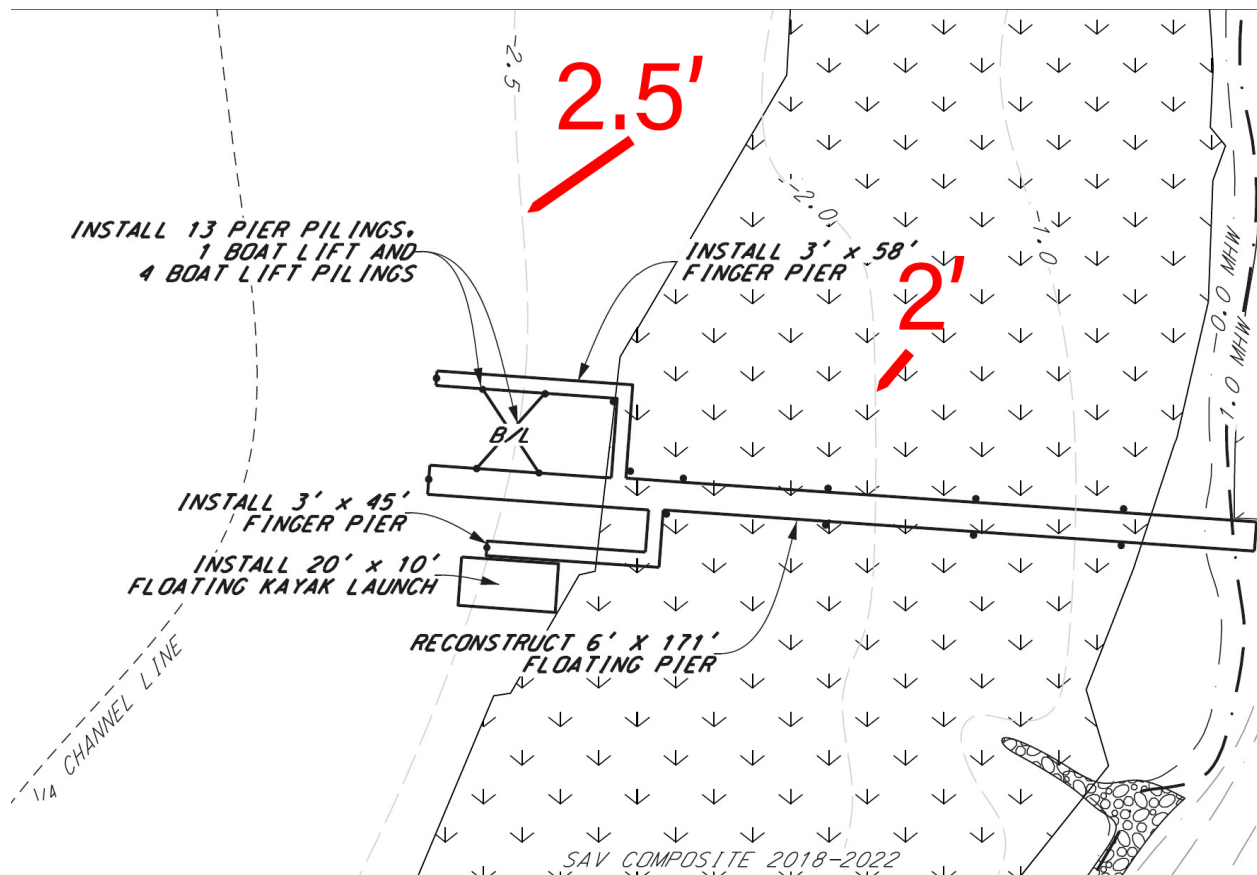 -2.5
2.5'
INSTALL 13 PIER PILINGS,
1 BOAT LIFT AND
4 BOAT LIFT PILINGS
-2.0
INSTALL 3' x 58'
FINGER PIER
-1.0
2'
-0.0 MHW
1.0 MHW
B/L
INSTALL 3' x 45'
FINGER PIER
INSTALL 20' x 10'
FLOATING KAYAK LAUNCH
RECONSTRUCT 6' X 171'
FLOATING PIER
1/4 CHANNEL LINE
SAV COMPOSITE 2018-2022